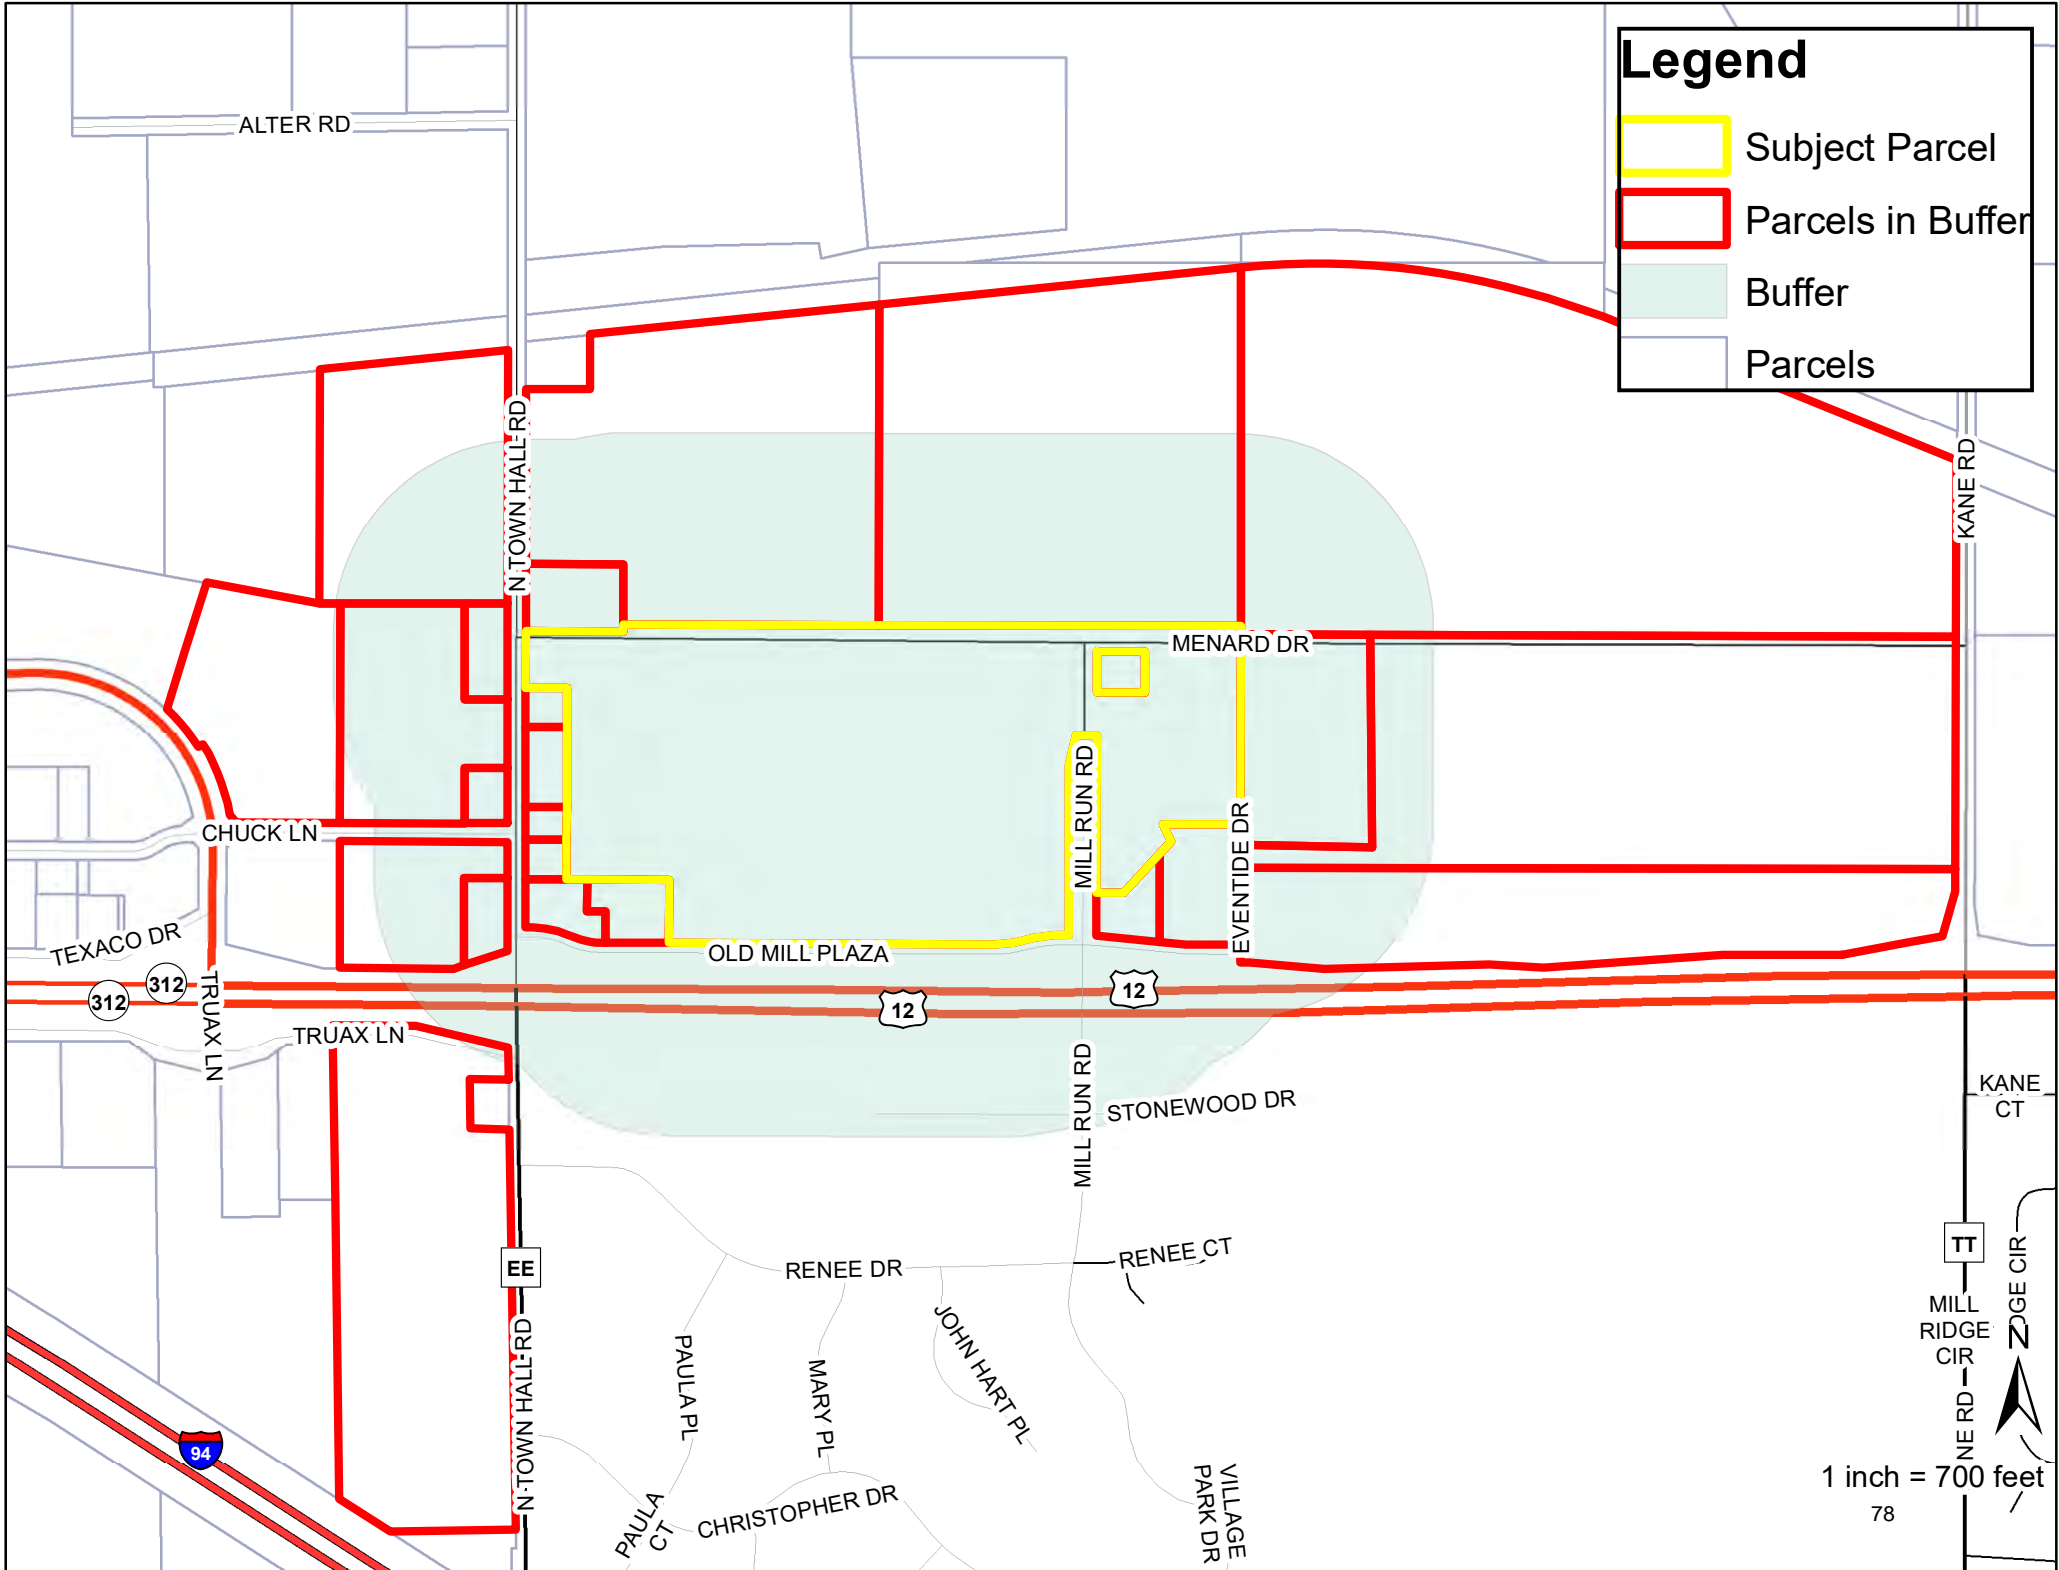 Legend
Subject Parcel
Parcels in Buffer
Buffer
Parcels
ALTER RD
N TOWN HALL RD
KANE RD
MENARD DR
MILL RUN RD
EVENTIDE DR
CHUCK LN
TEXACO DR
OLD MILL PLAZA
312
312
12
12
TRUAX LN
TRUAX LN
MILL RUN RD
STONEWOOD DR
KANE
CT
EE
RENEE DR
RENEE CT
TT
DGE CIR
MILL
RIDGE
CIR
N
N TOWN HALL RD
PAULA PL
MARY PL
JOHN HART PL
NE RD
94
1 inch = 700 feet
78
PAULA
CT
CHRISTOPHER DR
VILLAGE
PARK DR